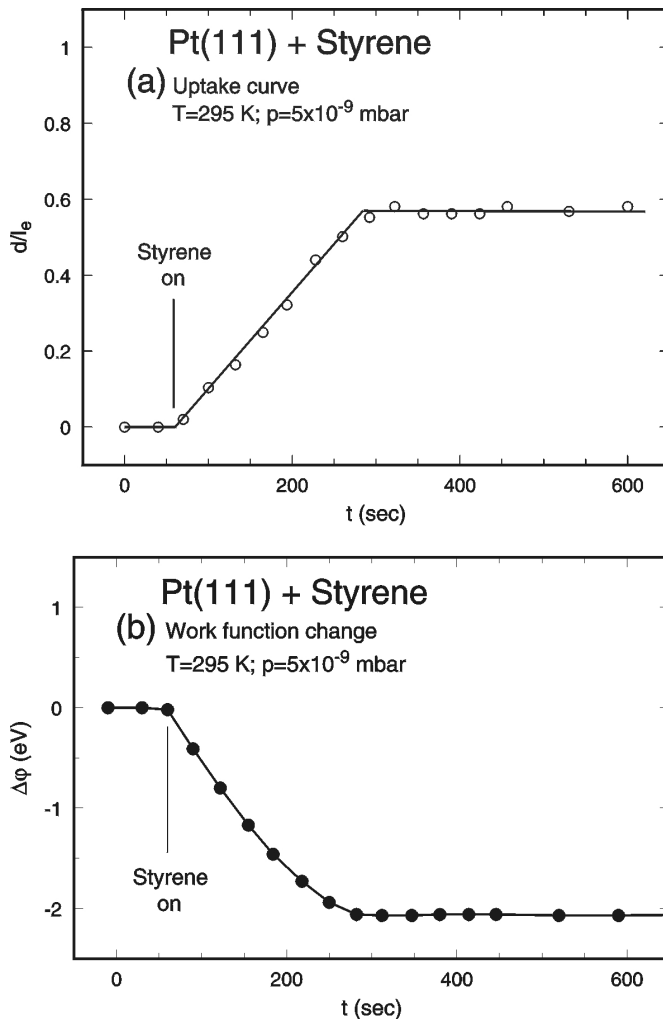 Pt(111) + Styrene
(a) Uptake curve
T=295 K; p=5x10⁻⁹ mbar
1
0.8
0.6
0.4
0.2
0
d/Iₑ
Styrene
on
0
200
400
600
t (sec)
Pt(111) + Styrene
(b) Work function change
T=295 K; p=5x10⁻⁹ mbar
1
0
-1
-2
Δφ (eV)
Styrene
on
0
200
400
600
t (sec)